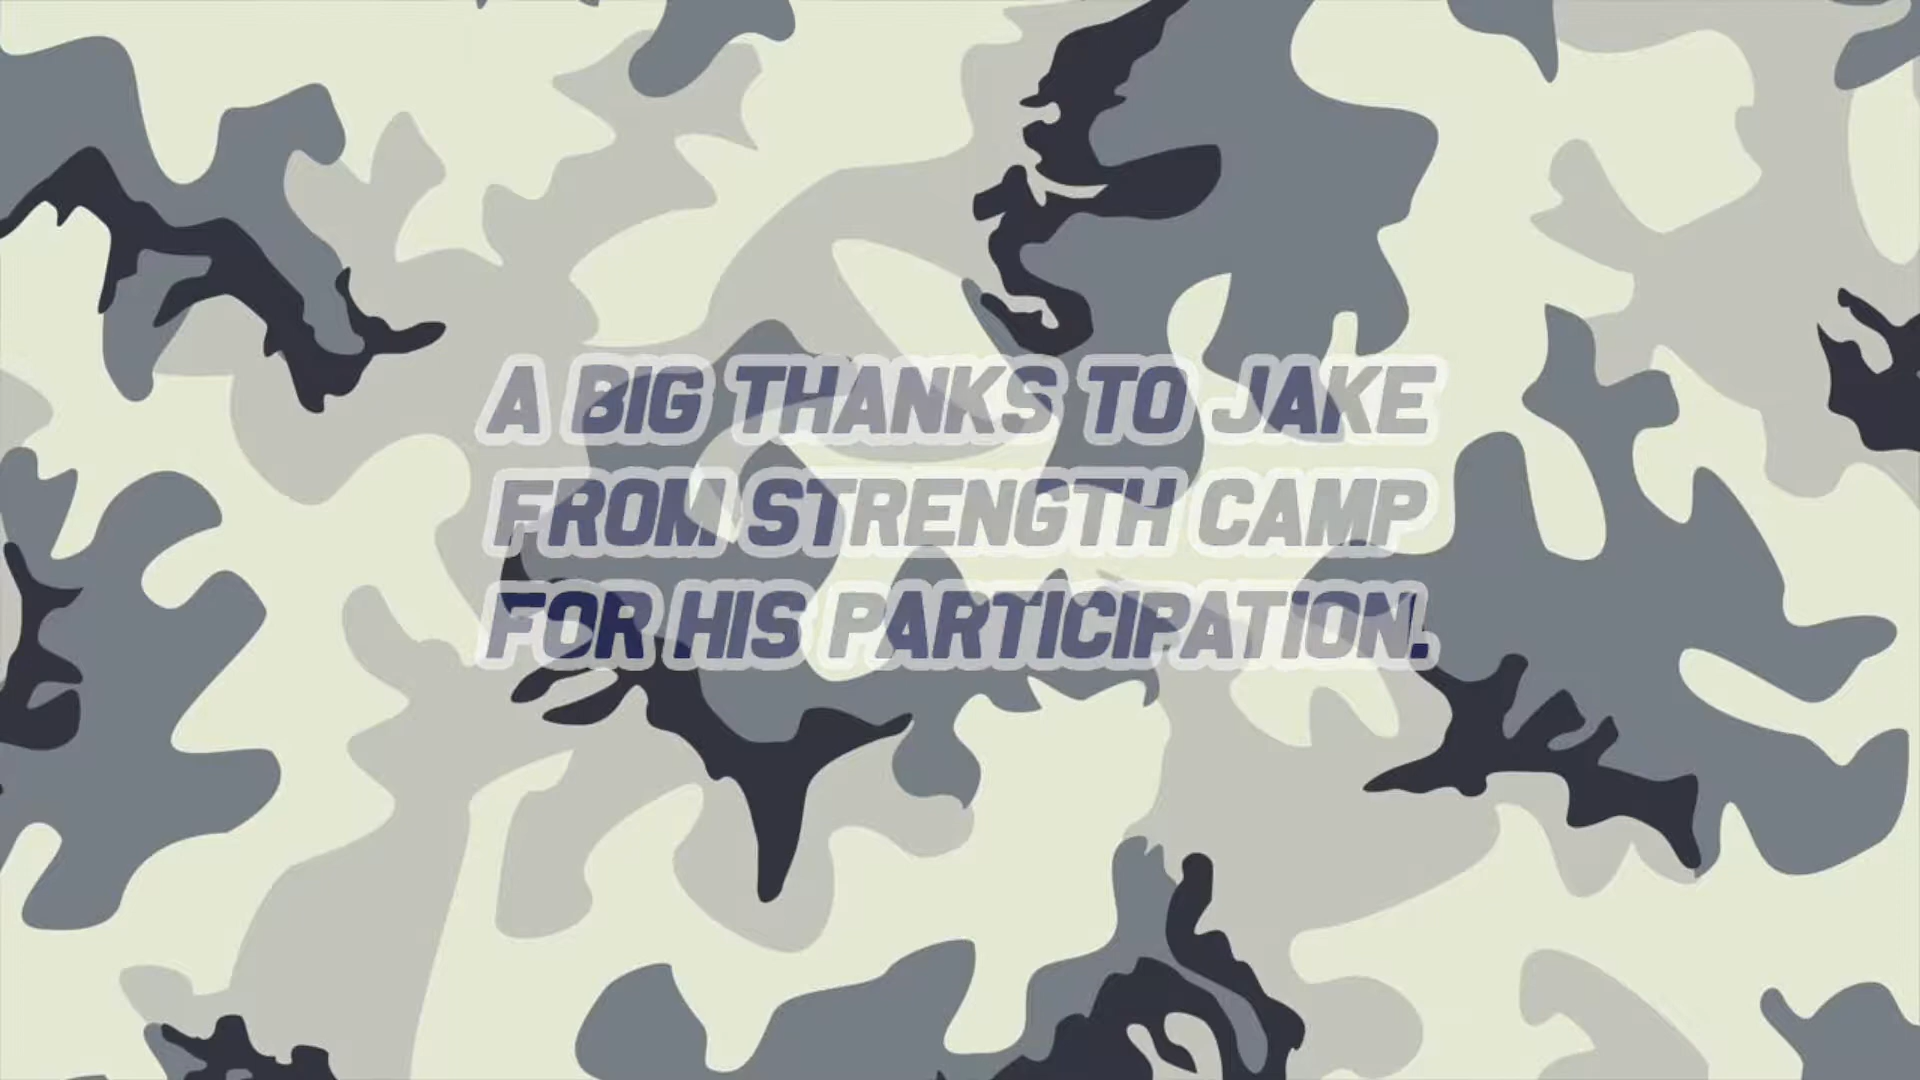 A BIG THANKS TO JAKE
FROM STRENGTH CAMP
FOR HIS PARTICIPATION.